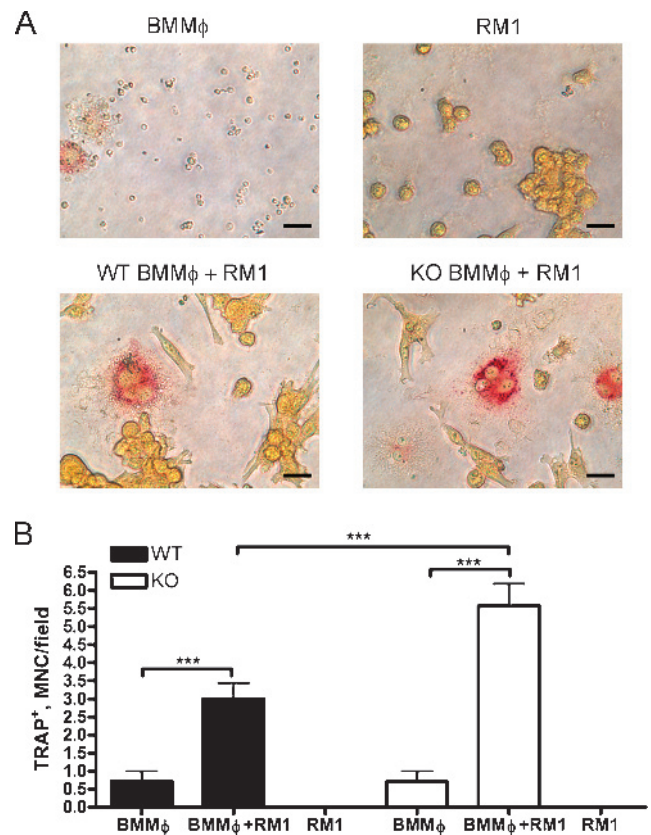 A
BMMϕ
RM1
WT BMMϕ + RM1
KO BMMϕ + RM1
B
WT
KO
***
***
***
TRAP⁺, MNC/field
6.5
6.0
5.5
5.0
4.5
4.0
3.5
3.0
2.5
2.0
1.5
1.0
0.5
0.0
BMMϕ BMMϕ+RM1 RM1 BMMϕ BMMϕ+RM1 RM1